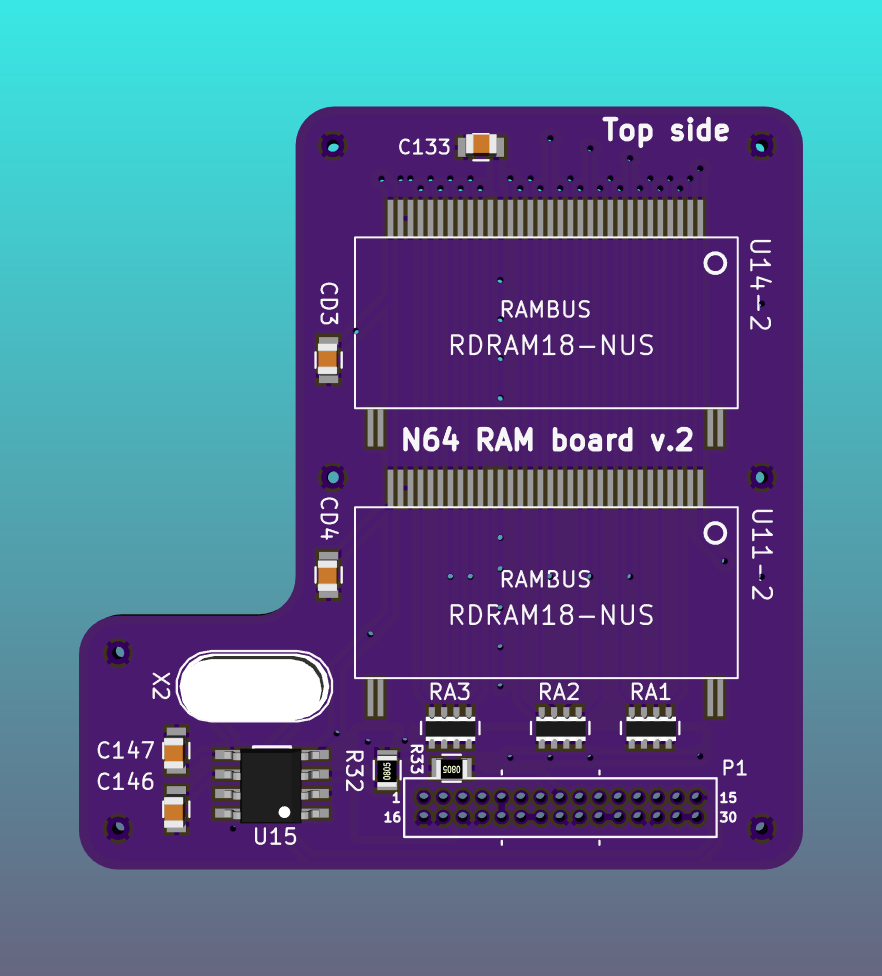 Top side
C133
U14-2
CD3
RAMBUS
RDRAM18-NUS
N64 RAM board v.2
CD4
U11-2
RAMBUS
RDRAM18-NUS
X2
RA3
RA2
RA1
C147
C146
R32
0805
R33
0805
P1
1
15
16
30
U15